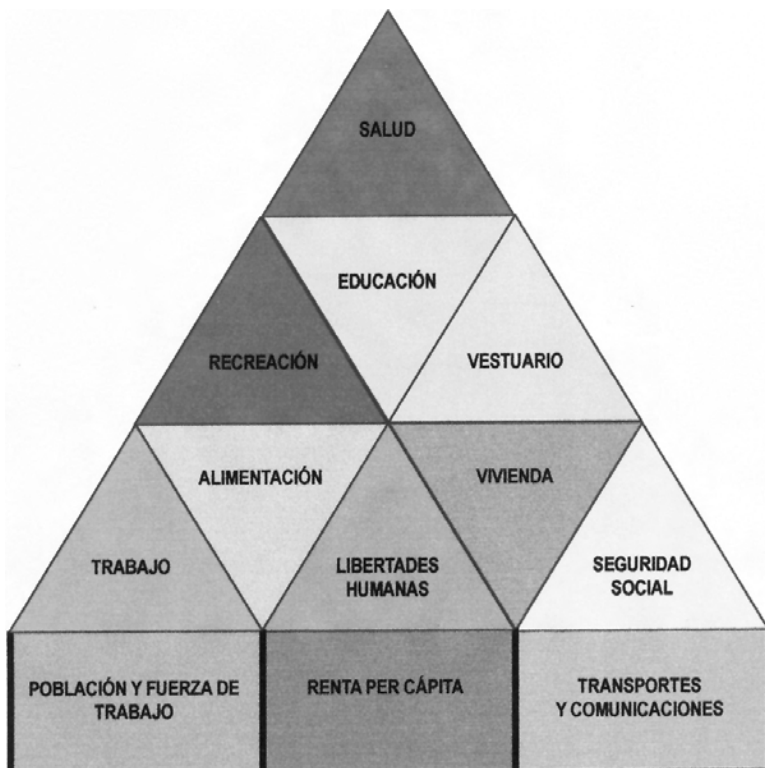 SALUD
EDUCACIÓN
RECREACIÓN
VESTUARIO
ALIMENTACIÓN
VIVIENDA
TRABAJO
LIBERTADES
HUMANAS
SEGURIDAD
SOCIAL
POBLACIÓN Y FUERZA DE
TRABAJO
RENTA PER CÁPITA
TRANSPORTES
Y COMUNICACIONES